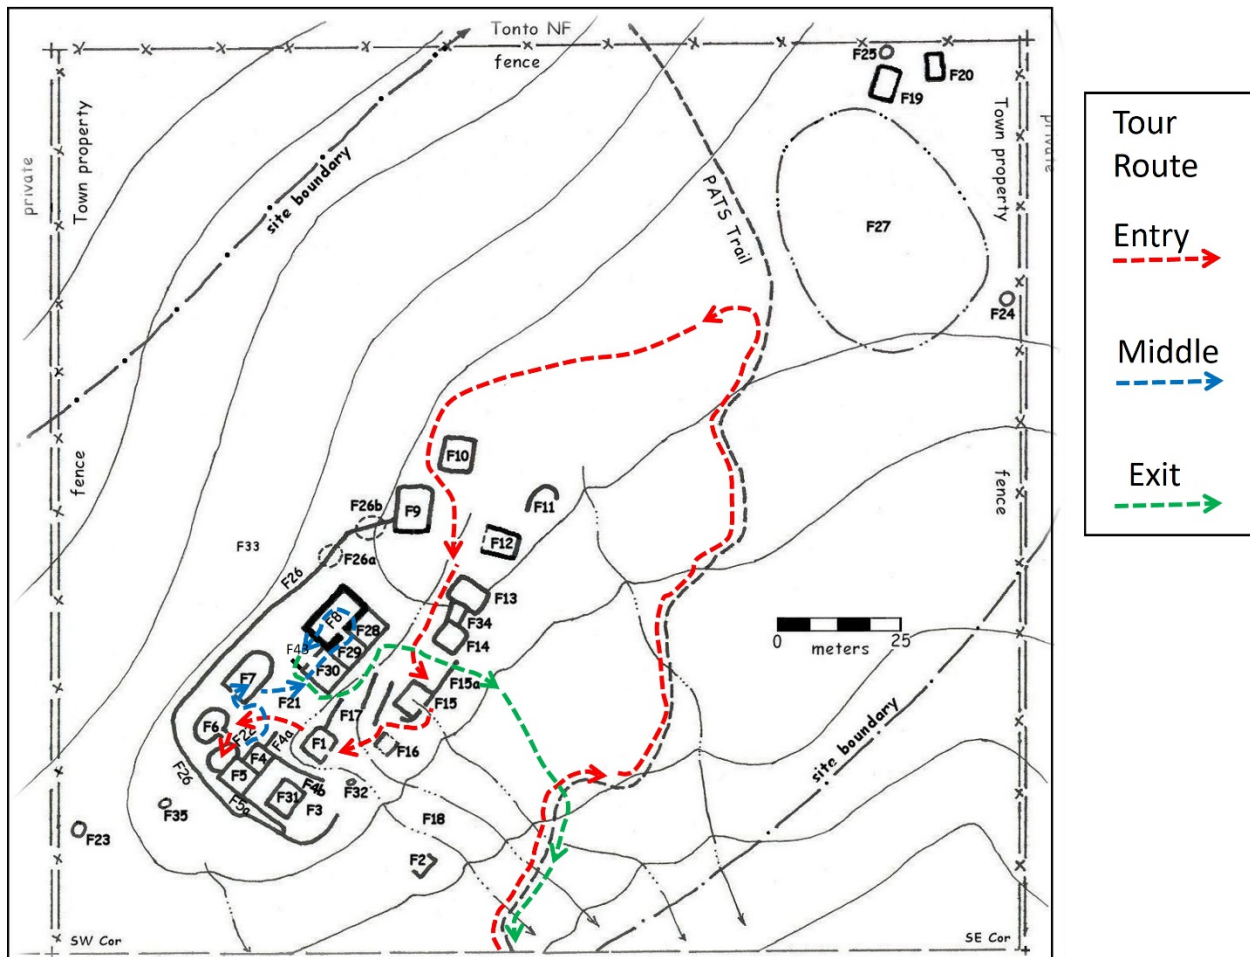 Tonto NF
fence
F25
F20
F19
private
Town property
site boundary
PATS Trail
Town property
private
F27
F24
fence
fence
F10
F9
F26b
F11
F12
F33
F26a
F26
F13
F34
F14
F8
F28
F29
F43
F30
F7
F21
F15a
F15
F17
F6
F22
F4a
F1
F16
F4
F5
F26
F4b
F31
F3
F5a
F32
F35
F23
F18
F2
0
25
meters
site boundary
SW Cor
SE Cor
Tour
Route
Entry
Middle
Exit